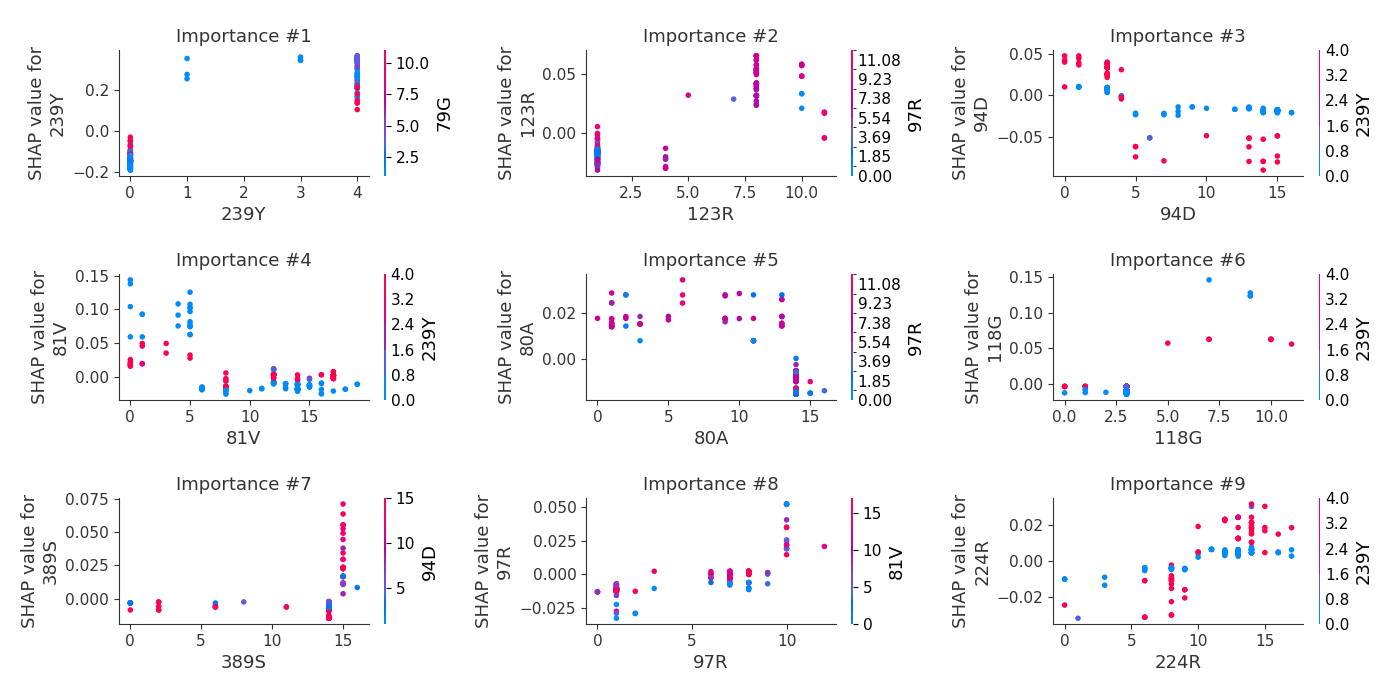 Importance #1
SHAP value for
239Y
0.2
0.0
−0.2
0
1
2
3
4
239Y
10.0
7.5
5.0
2.5
79G
Importance #2
SHAP value for
123R
0.05
0.00
2.5
5.0
7.5
10.0
123R
11.08
9.23
7.38
5.54
3.69
1.85
0.00
97R
Importance #3
SHAP value for
94D
0.05
0.00
−0.05
0
5
10
15
94D
4.0
3.2
2.4
1.6
0.8
0.0
239Y
Importance #4
SHAP value for
81V
0.15
0.10
0.05
0.00
0
5
10
15
81V
4.0
3.2
2.4
1.6
0.8
0.0
239Y
Importance #5
SHAP value for
80A
0.02
0.00
0
5
10
15
80A
11.08
9.23
7.38
5.54
3.69
1.85
0.00
97R
Importance #6
SHAP value for
118G
0.15
0.10
0.05
0.00
0.0
2.5
5.0
7.5
10.0
118G
4.0
3.2
2.4
1.6
0.8
0.0
239Y
Importance #7
SHAP value for
389S
0.075
0.050
0.025
0.000
0
5
10
15
389S
15
10
5
94D
Importance #8
SHAP value for
97R
0.050
0.025
0.000
−0.025
0
5
10
97R
15
10
5
0
81V
Importance #9
SHAP value for
224R
0.02
0.00
−0.02
0
5
10
15
224R
4.0
3.2
2.4
1.6
0.8
0.0
239Y